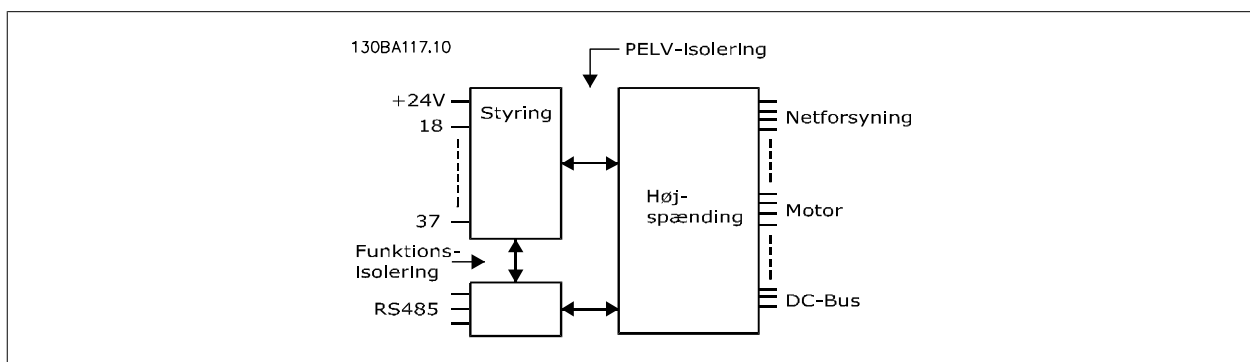 130BA117.10
PELV-isolering
+24V
Styring
18
37
Netforsyning
Høj-
spænding
Motor
Funktions-
isolering
RS485
DC-Bus